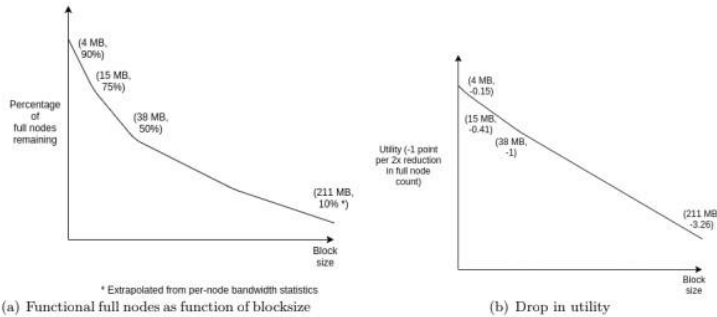 (4 MB,
90%)
(15 MB,
75%)
Percentage
of
full nodes
remaining
(38 MB,
50%)
(211 MB,
10% *)
Block
size
* Extrapolated from per-node bandwidth statistics
(a) Functional full nodes as function of blocksize
(4 MB,
-0.15)
(15 MB,
-0.41)
(38 MB,
-1)
Utility (-1 point
per 2x reduction
in full node
count)
(211 MB
-3.26)
Block
size
(b) Drop in utility